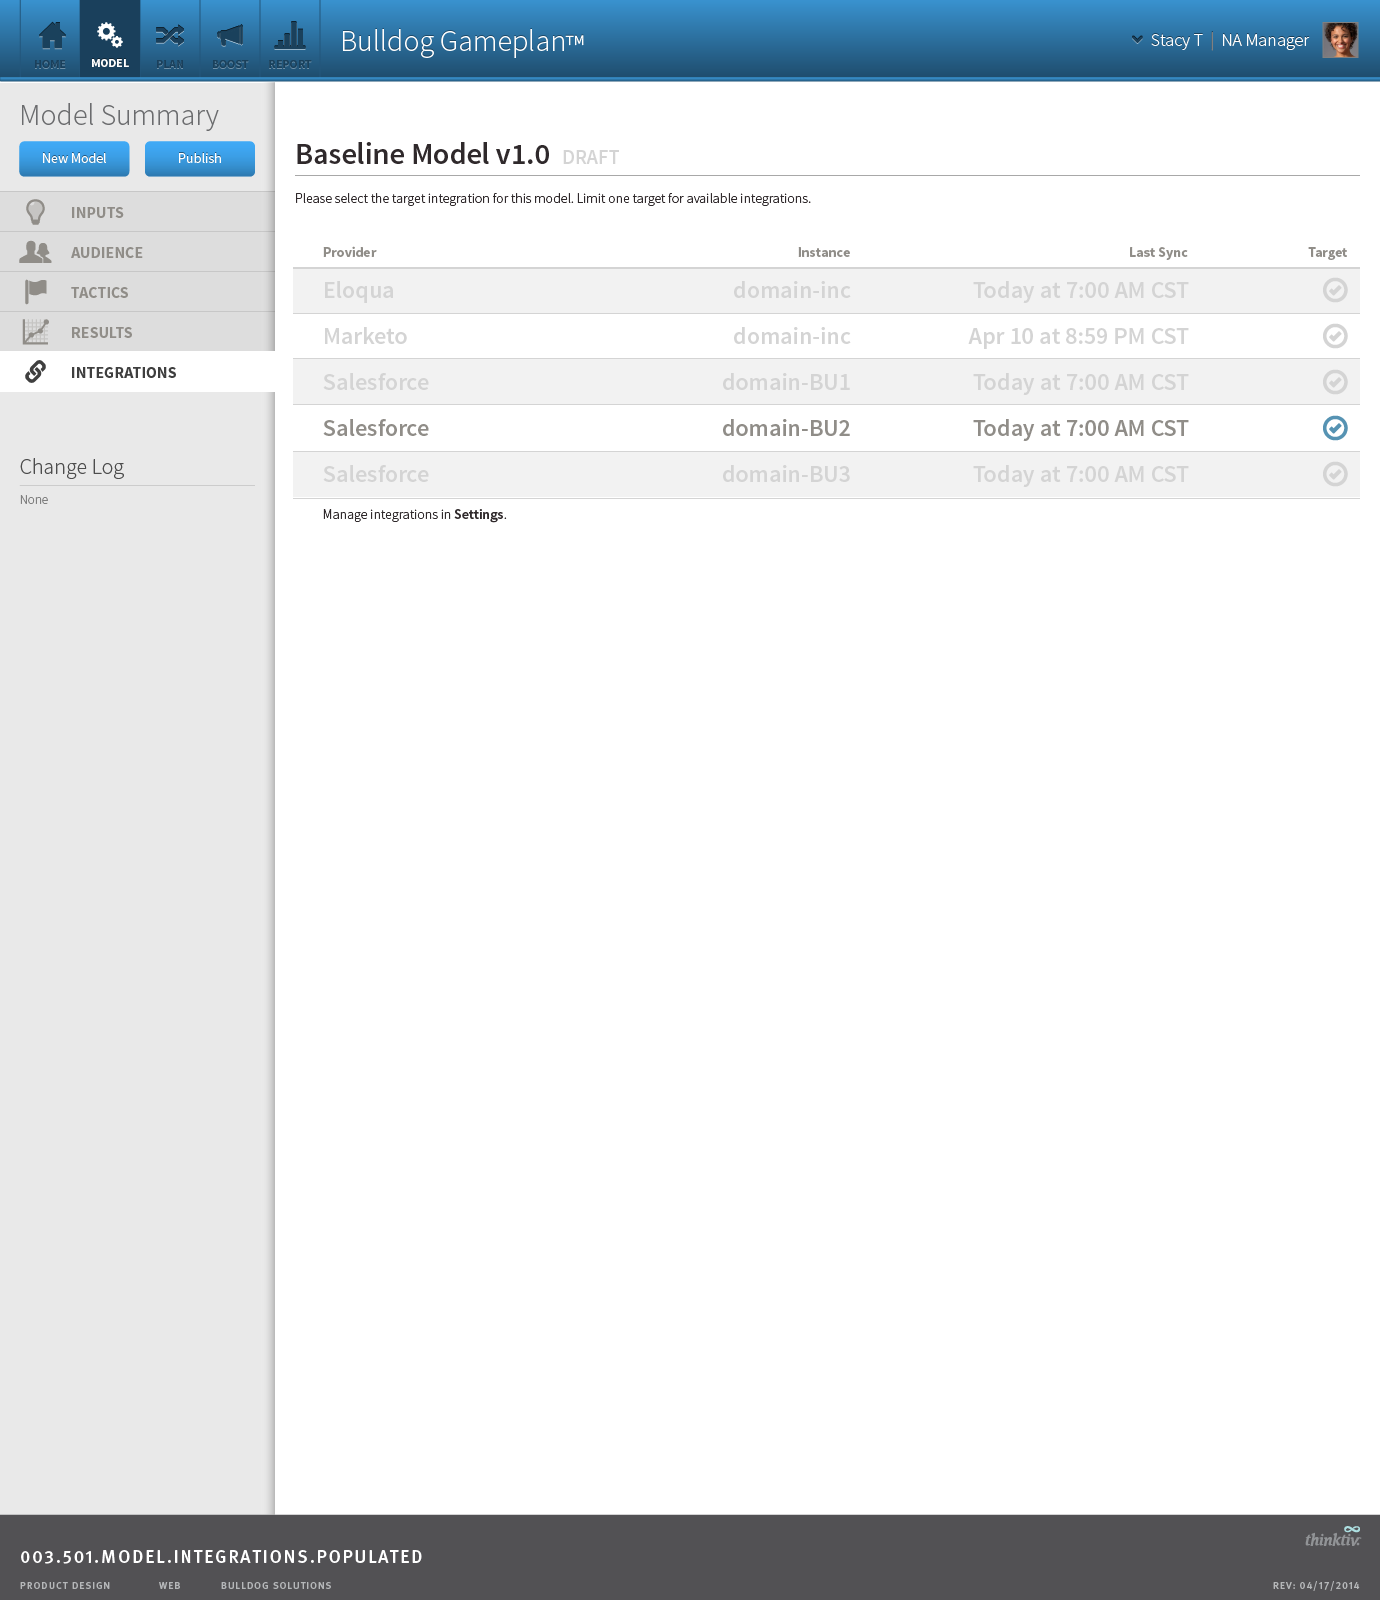 HOME MODEL PLAN BOOST REPORT
Bulldog Gameplan™
Stacy T | NA Manager
Model Summary
New Model Publish
INPUTS
AUDIENCE
TACTICS
RESULTS
INTEGRATIONS
Change Log
None
Baseline Model v1.0 DRAFT
Please select the target integration for this model. Limit one target for available integrations.
Provider Instance Last Sync Target
Eloqua domain-inc Today at 7:00 AM CST
Marketo domain-inc Apr 10 at 8:59 PM CST
Salesforce domain-BU1 Today at 7:00 AM CST
Salesforce domain-BU2 Today at 7:00 AM CST
Salesforce domain-BU3 Today at 7:00 AM CST
Manage integrations in Settings.
thinktiv
003.501.MODEL.INTEGRATIONS.POPULATED
PRODUCT DESIGN WEB BULLDOG SOLUTIONS REV: 04/17/2014